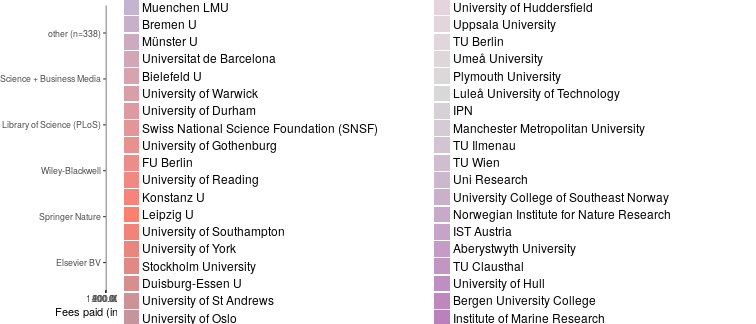 other (n=338)
Science + Business Media
Library of Science (PLoS)
Wiley-Blackwell
Springer Nature
Elsevier BV
Fees paid (in
Muenchen LMU
Bremen U
Münster U
Universitat de Barcelona
Bielefeld U
University of Warwick
University of Durham
Swiss National Science Foundation (SNSF)
University of Gothenburg
FU Berlin
University of Reading
Konstanz U
Leipzig U
University of Southampton
University of York
Stockholm University
Duisburg-Essen U
University of St Andrews
University of Oslo
University of Huddersfield
Uppsala University
TU Berlin
Umeå University
Plymouth University
Luleå University of Technology
IPN
Manchester Metropolitan University
TU Ilmenau
TU Wien
Uni Research
University College of Southeast Norway
Norwegian Institute for Nature Research
IST Austria
Aberystwyth University
TU Clausthal
University of Hull
Bergen University College
Institute of Marine Research